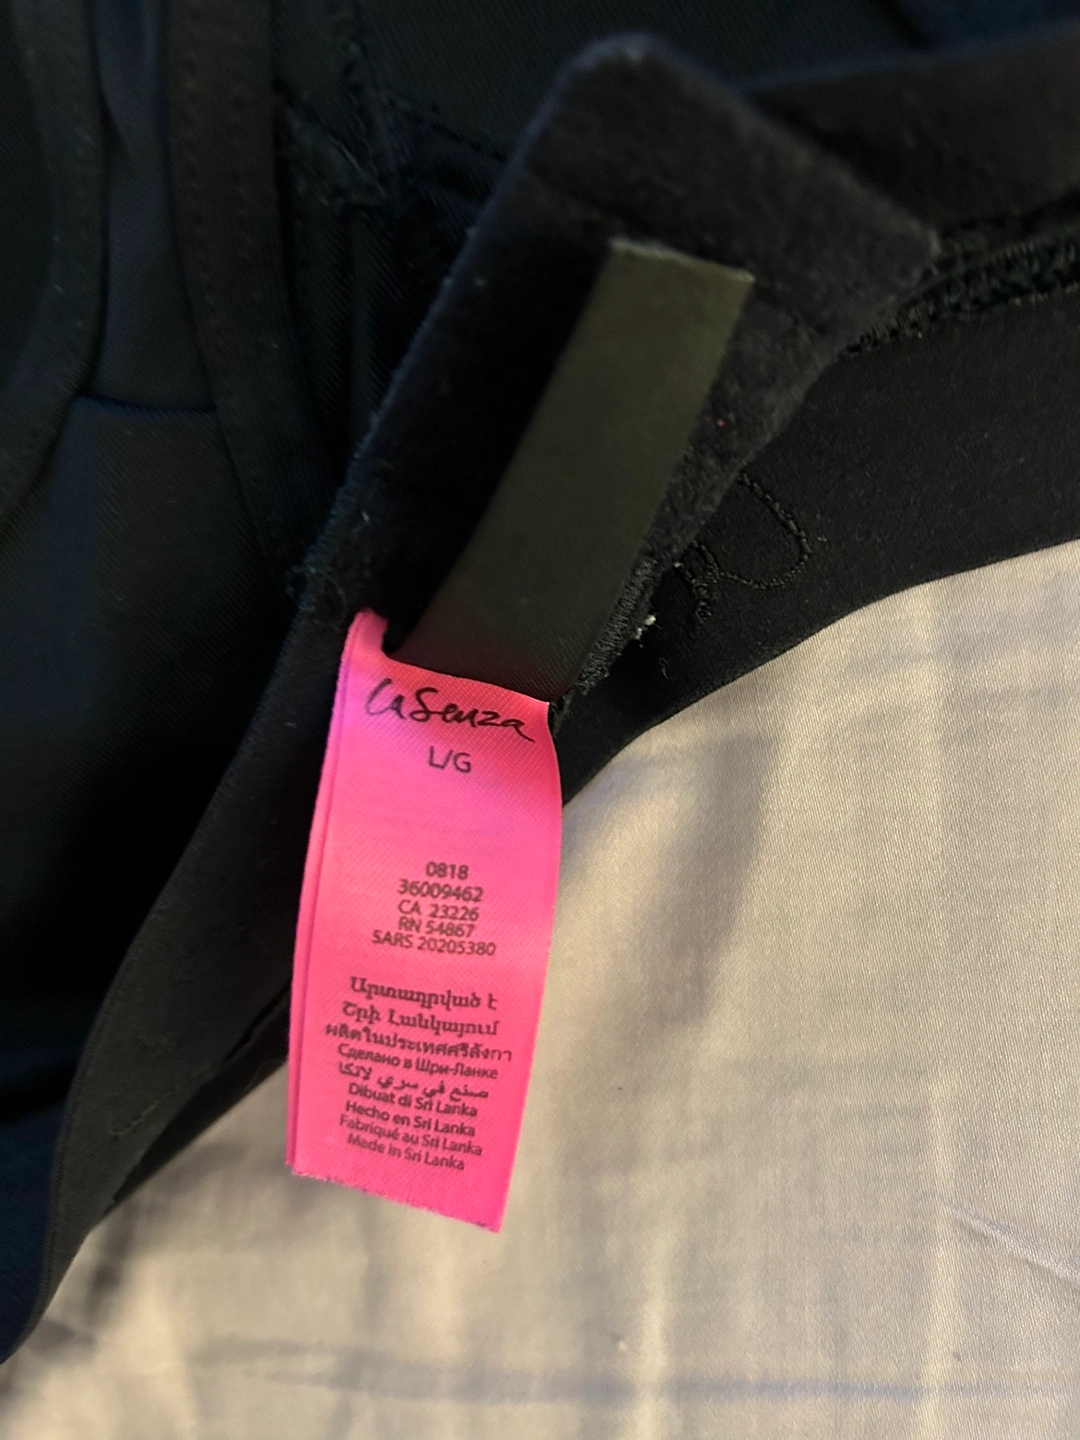 La Senza
L/G
0818
36009462
CA 23226
RN 54867
SARS 20205380
Արտադրված է
Շրի Լանկայում
ผลิตในประเทศศรีลังกา
Сделано в Шри-Ланке
صنع في سري لانكا
Dibuat di Sri Lanka
Hecho en Sri Lanka
Fabriqué au Sri Lanka
Made in Sri Lanka